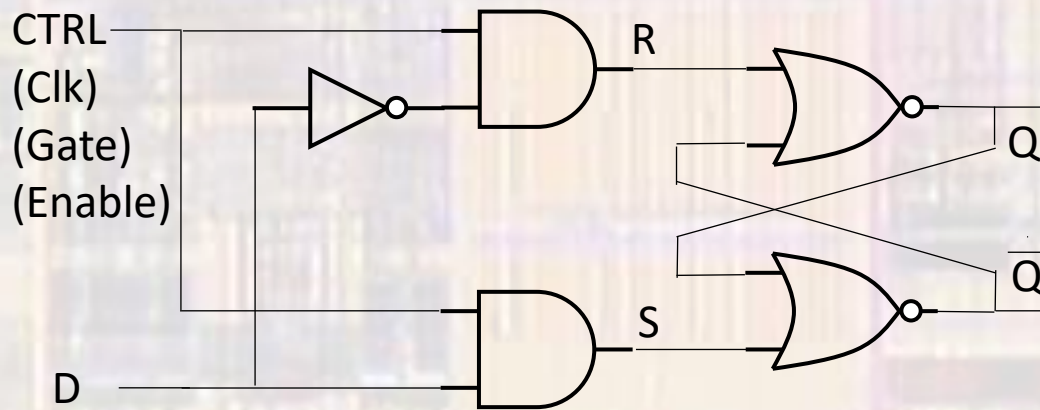 CTRL
(Clk)
(Gate)
(Enable)
R
Q
Q̅
S
D